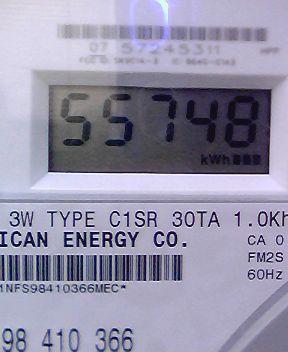 07 57245311
55748
kWh
3W TYPE C1SR 30TA 1.0Kh
ICAN ENERGY CO.
CA 0
FM2S
60Hz
1NFS98410366MEC*
98 410 366